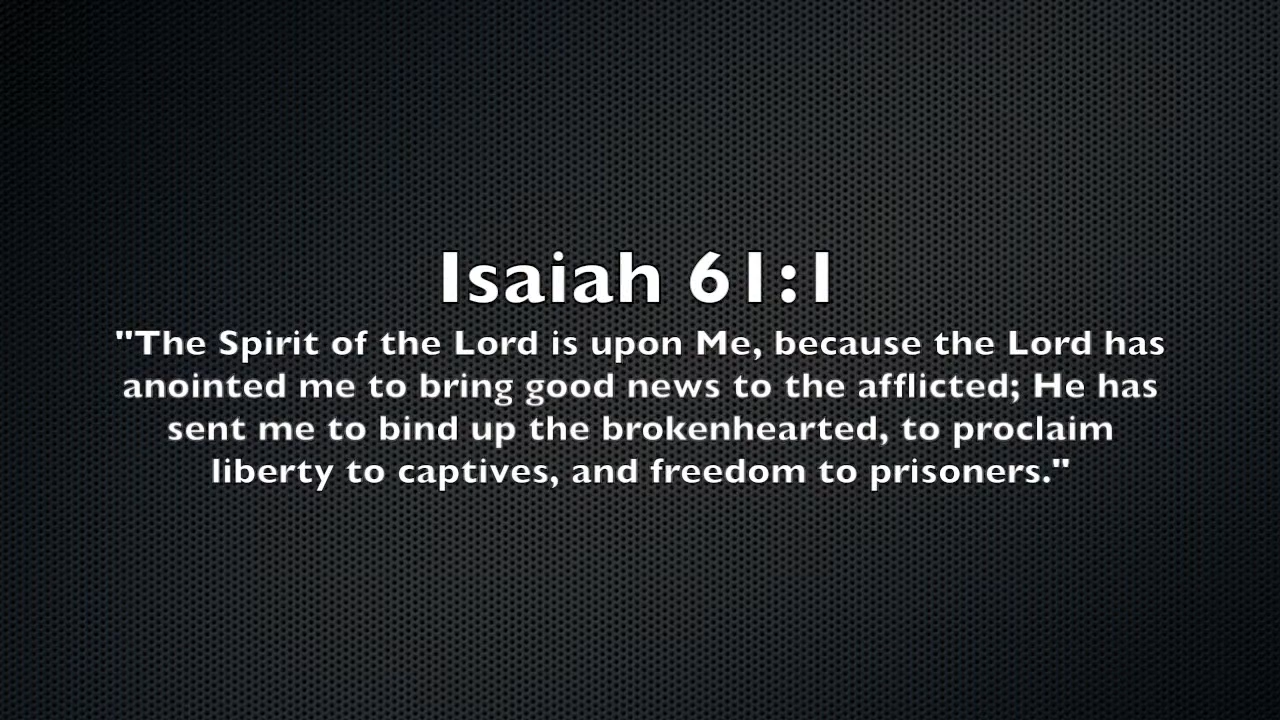 Isaiah 61:1
"The Spirit of the Lord is upon Me, because the Lord has
anointed me to bring good news to the afflicted; He has
sent me to bind up the brokenhearted, to proclaim
liberty to captives, and freedom to prisoners."